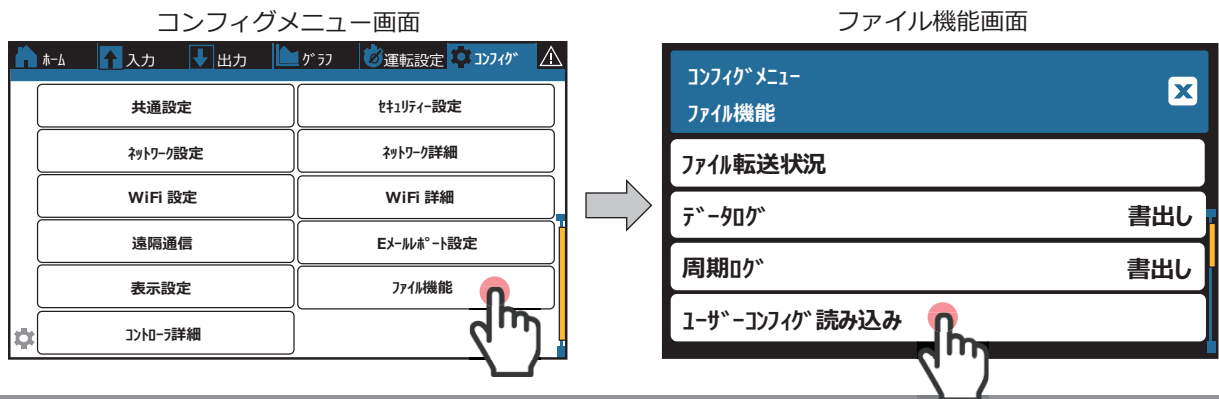 コンフィグメニュー画面
ﾎｰﾑ 入力 出力 ｸﾞﾗﾌ 運転設定 ｺﾝﾌｨｸﾞ
共通設定 ｾｷｭﾘﾃｨｰ設定
ﾈｯﾄﾜｰｸ設定 ﾈｯﾄﾜｰｸ詳細
WiFi 設定 WiFi 詳細
遠隔通信 Eﾒｰﾙﾚﾎﾟｰﾄ設定
表示設定 ﾌｧｲﾙ機能
ｺﾝﾄﾛｰﾗ詳細
ファイル機能画面
ｺﾝﾌｨｸﾞﾒﾆｭｰ
ﾌｧｲﾙ機能
X
ﾌｧｲﾙ転送状況
ﾃﾞｰﾀﾛｸﾞ 書出し
周期ﾛｸﾞ 書出し
ﾕｰｻﾞｰｺﾝﾌｨｸﾞ読み込み